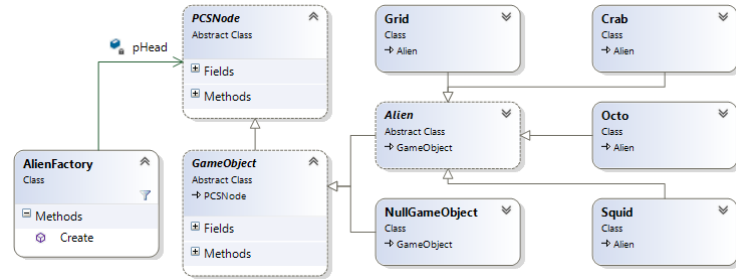 PCSNode
Abstract Class
Fields
Methods
pHead
AlienFactory
Class
Methods
Create
GameObject
Abstract Class
PCSNode
Fields
Methods
Grid
Class
Alien
Crab
Class
Alien
Alien
Abstract Class
GameObject
Octo
Class
Alien
NullGameObject
Class
GameObject
Squid
Class
Alien